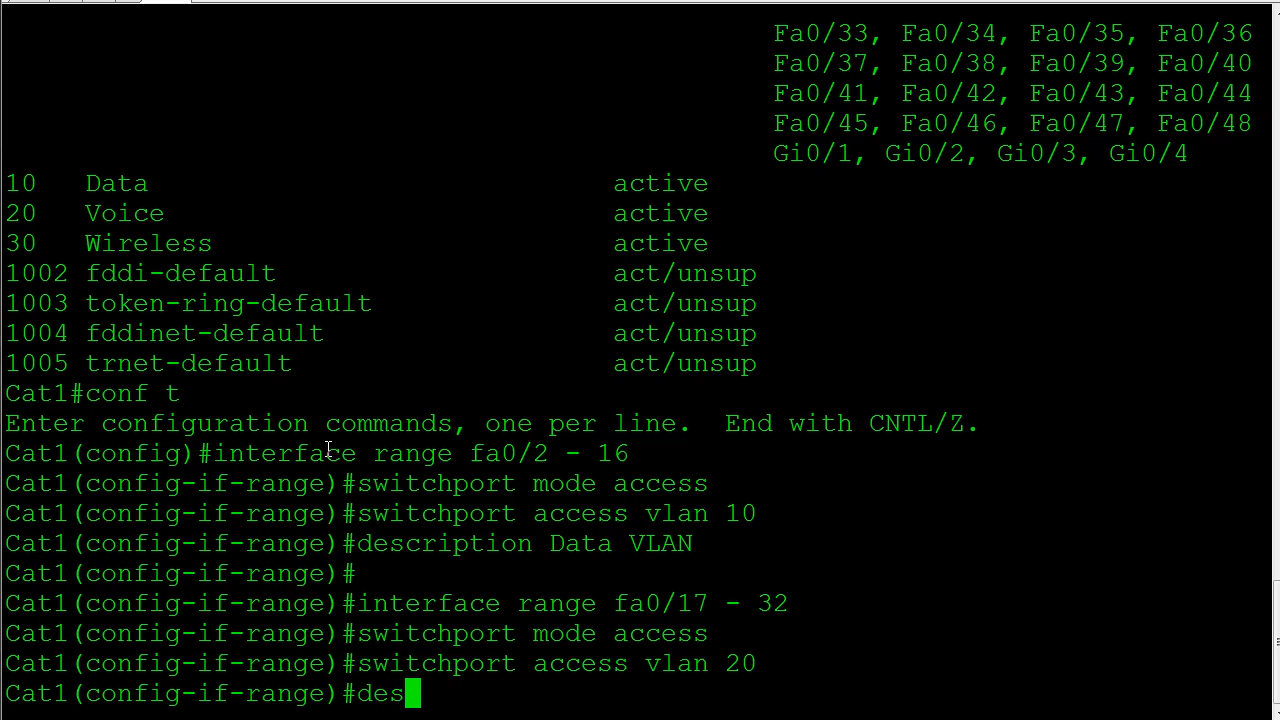 Fa0/33, Fa0/34, Fa0/35, Fa0/36
Fa0/37, Fa0/38, Fa0/39, Fa0/40
Fa0/41, Fa0/42, Fa0/43, Fa0/44
Fa0/45, Fa0/46, Fa0/47, Fa0/48
Gi0/1, Gi0/2, Gi0/3, Gi0/4
10 Data active
20 Voice active
30 Wireless active
1002 fddi-default act/unsup
1003 token-ring-default act/unsup
1004 fddinet-default act/unsup
1005 trnet-default act/unsup
Cat1#conf t
Enter configuration commands, one per line. End with CNTL/Z.
Cat1(config)#interface range fa0/2 - 16
Cat1(config-if-range)#switchport mode access
Cat1(config-if-range)#switchport access vlan 10
Cat1(config-if-range)#description Data VLAN
Cat1(config-if-range)#
Cat1(config-if-range)#interface range fa0/17 - 32
Cat1(config-if-range)#switchport mode access
Cat1(config-if-range)#switchport access vlan 20
Cat1(config-if-range)#des